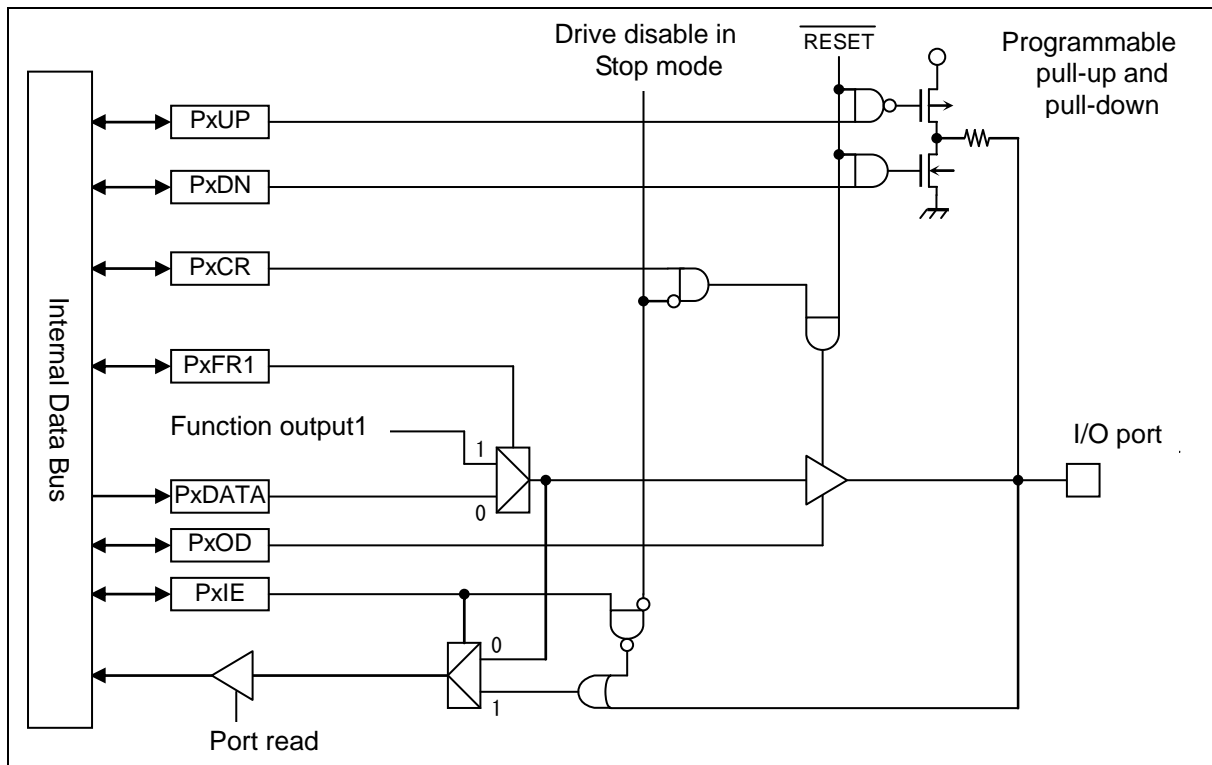 Drive disable in
Stop mode
RESET
Programmable
pull-up and
pull-down
PxUP
PxDN
PxCR
PxFR1
Function output1
1
I/O port
PxDATA
0
PxOD
PxIE
0
1
Port read
Internal Data Bus